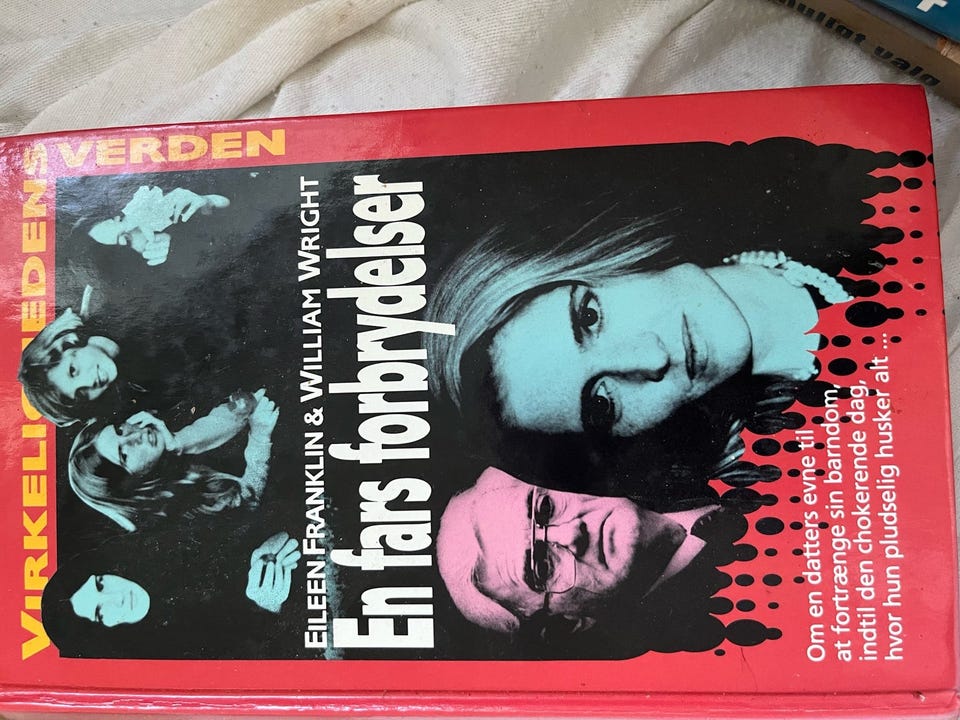 VIRKELIGHEDENS VERDEN
EILEEN FRANKLIN & WILLIAM WRIGHT
En fars forbrydelser
Om en datters evne til
at fortrænge sin barndom,
indtil den chokerende dag,
hvor hun pludselig husker alt ...
valg